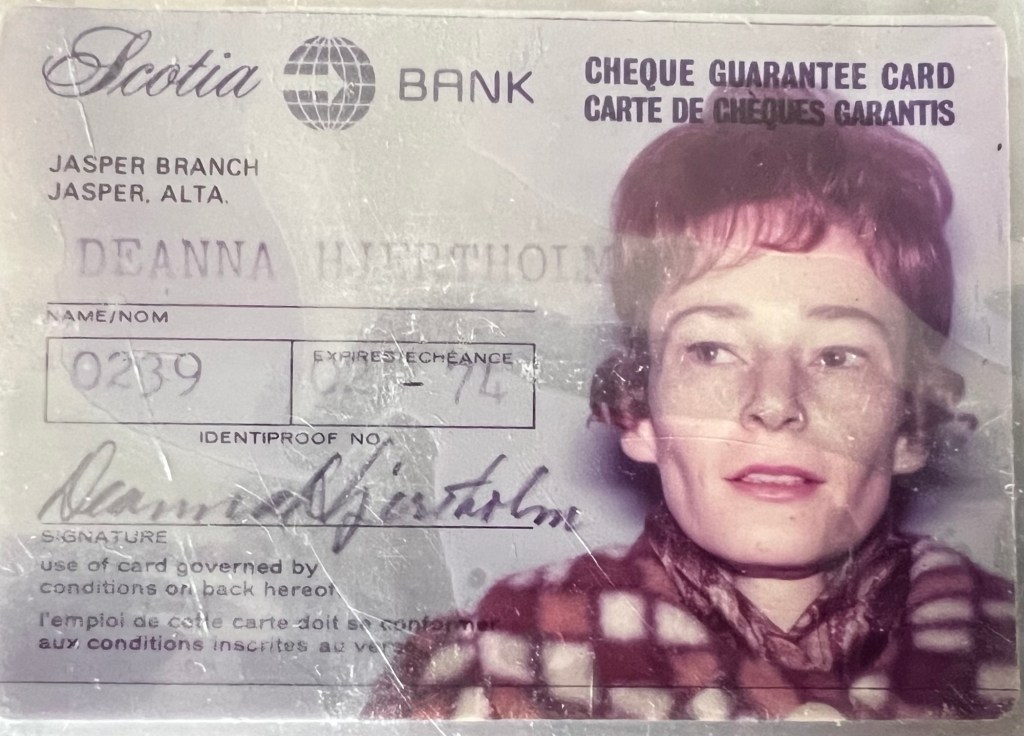 Scotia BANK
CHEQUE GUARANTEE CARD
CARTE DE CHÈQUES GARANTIS
JASPER BRANCH
JASPER, ALTA.
DEANNA HJERTHOLM
NAME/NOM
0239
EXPIRES/ECHÉANCE
02 - 74
IDENTIPROOF NO.
Deanna Hjertholm
SIGNATURE
use of card governed by
conditions on back hereof
l'emploi de cette carte doit se conformer
aux conditions inscrites au verso